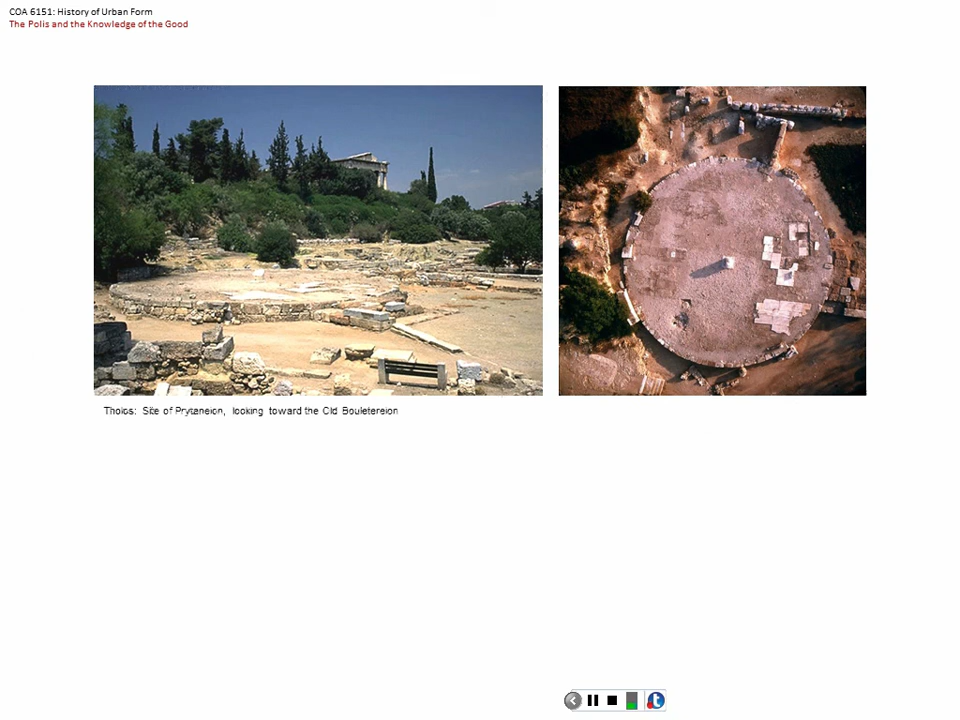 COA 6151: History of Urban Form
The Polis and the Knowledge of the Good
Tholos: Site of Prytaneion, looking toward the Old Bouletereion